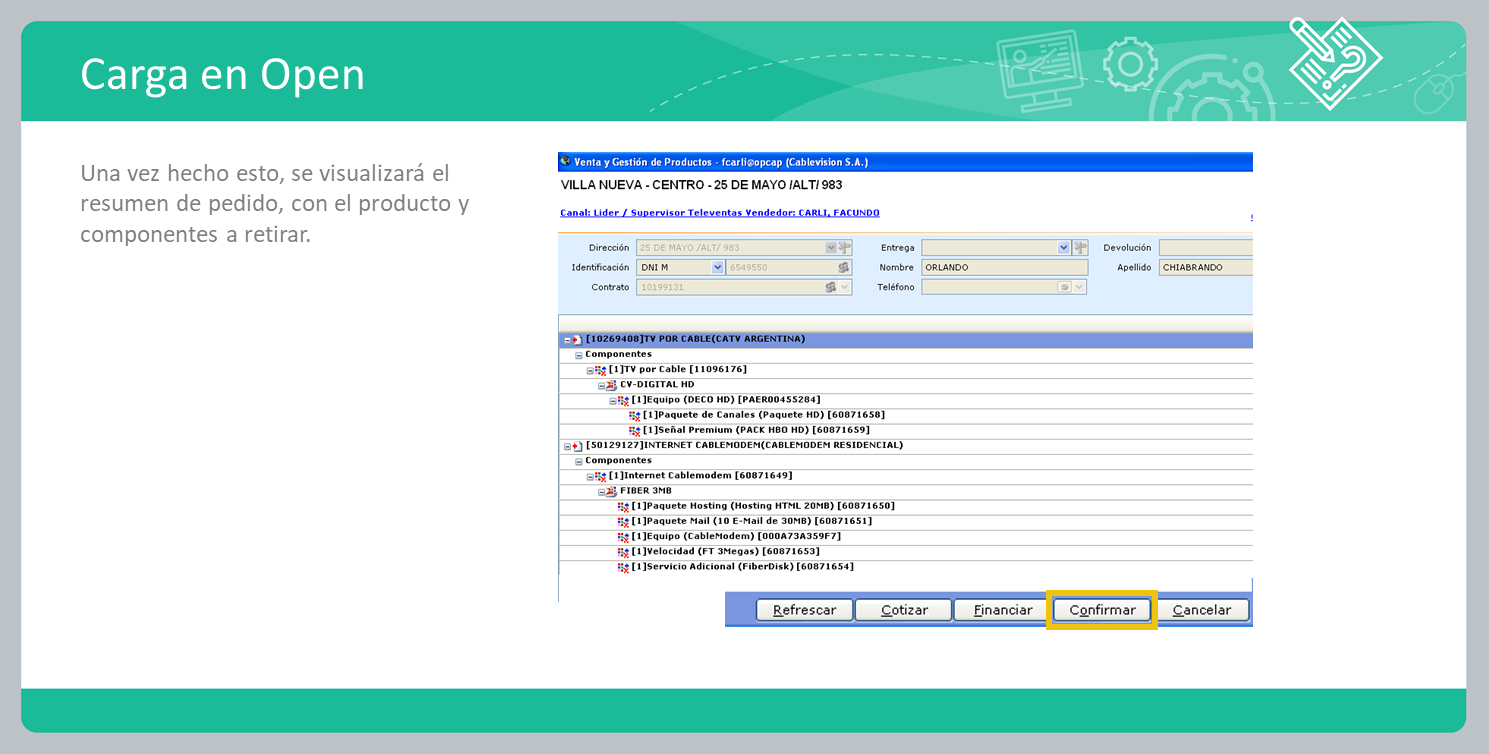 Carga en Open
Una vez hecho esto, se visualizará el
resumen de pedido, con el producto y
componentes a retirar.
Venta y Gestión de Productos - fcarli@opcap (Cablevision S.A.)
VILLA NUEVA - CENTRO - 25 DE MAYO /ALT/ 983
Canal: Lider / Supervisor Televentas Vendedor: CARLI, FACUNDO
Dirección 25 DE MAYO /ALT/ 983 Entrega Devolución
Identificación DNI M 6549550 Nombre ORLANDO Apellido CHIABRANDO
Contrato 10199131 Teléfono
[10269408]TV POR CABLE(CATV ARGENTINA)
Componentes
[1]TV por Cable [11096176]
CV-DIGITAL HD
[1]Equipo (DECO HD) [PAER00455284]
[1]Paquete de Canales (Paquete HD) [60871658]
[1]Señal Premium (PACK HBO HD) [60871659]
[50129127]INTERNET CABLEMODEM(CABLEMODEM RESIDENCIAL)
Componentes
[1]Internet Cablemodem [60871649]
FIBER 3MB
[1]Paquete Hosting (Hosting HTML 20MB) [60871650]
[1]Paquete Mail (10 E-Mail de 30MB) [60871651]
[1]Equipo (CableModem) [000A73A359F7]
[1]Velocidad (FT 3Megas) [60871653]
[1]Servicio Adicional (FiberDisk) [60871654]
Refrescar Cotizar Financiar Confirmar Cancelar